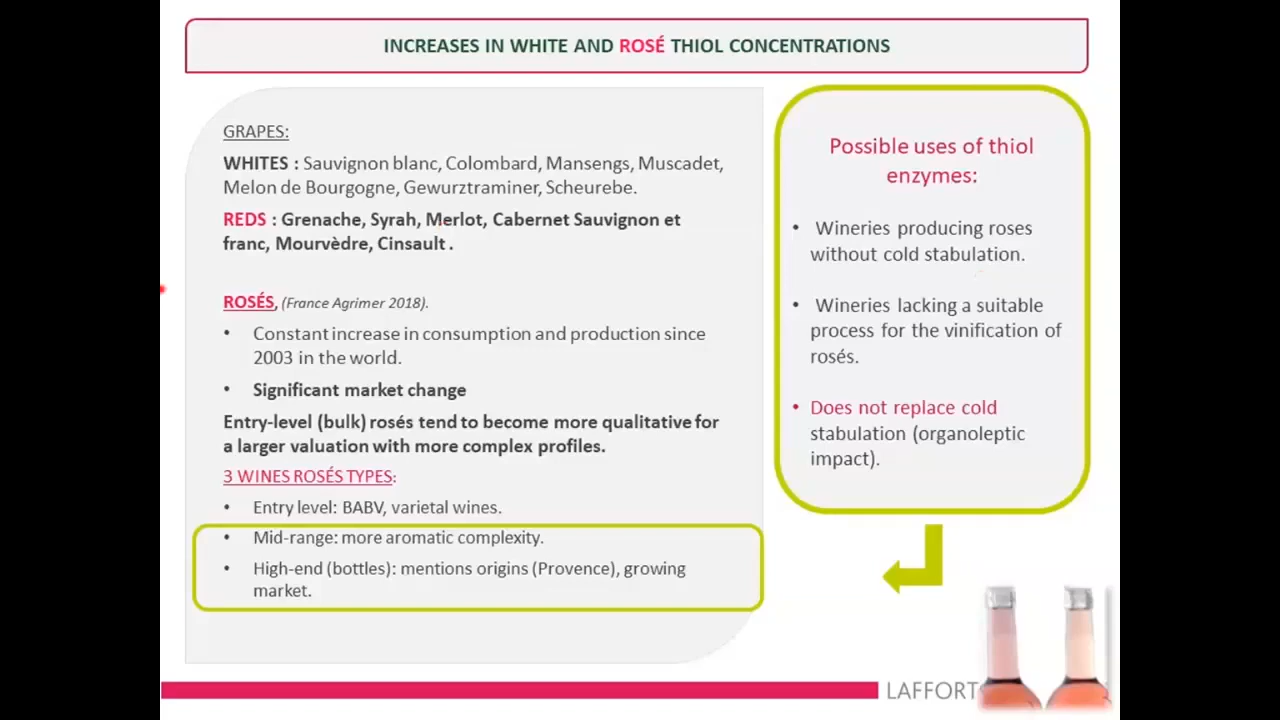 INCREASES IN WHITE AND ROSÉ THIOL CONCENTRATIONS
GRAPES:
WHITES : Sauvignon blanc, Colombard, Mansengs, Muscadet,
Melon de Bourgogne, Gewurztraminer, Scheurebe.
REDS : Grenache, Syrah, Merlot, Cabernet Sauvignon et
franc, Mourvèdre, Cinsault .
ROSÉS, (France Agrimer 2018).
• Constant increase in consumption and production since
2003 in the world.
• Significant market change
Entry-level (bulk) rosés tend to become more qualitative for
a larger valuation with more complex profiles.
3 WINES ROSÉS TYPES:
• Entry level: BABV, varietal wines.
• Mid-range: more aromatic complexity.
• High-end (bottles): mentions origins (Provence), growing
market.
Possible uses of thiol
enzymes:
• Wineries producing roses
without cold stabulation.
• Wineries lacking a suitable
process for the vinification of
rosés.
• Does not replace cold
stabulation (organoleptic
impact).
LAFFORT